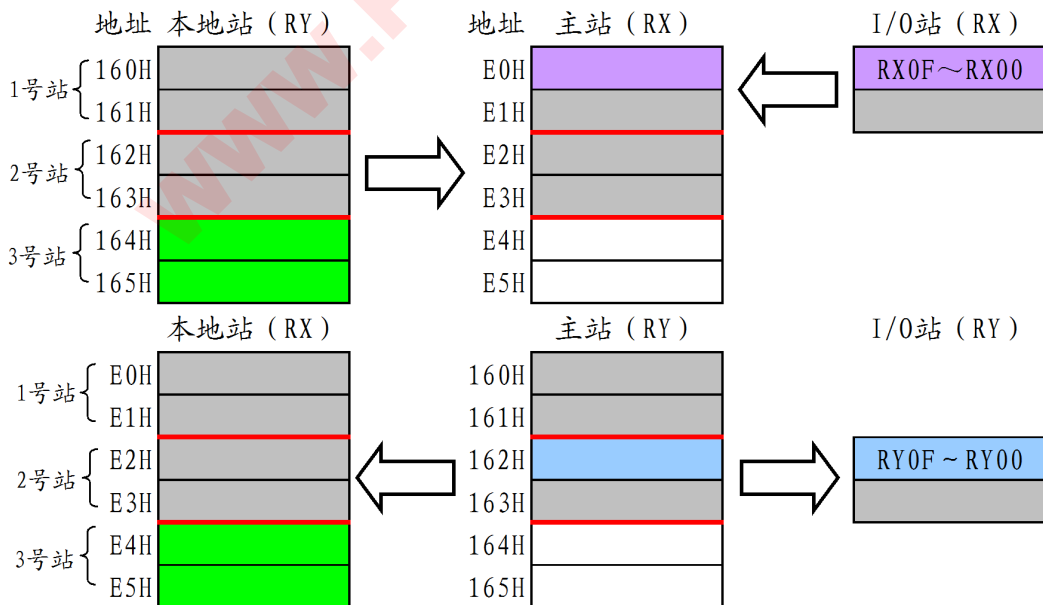 地址 本地站（RY） 地址 主站（RX） I/O站（RX）
1号站 160H E0H RX0F～RX00
161H E1H
2号站 162H E2H
163H E3H
3号站 164H E4H
165H E5H
本地站（RX） 主站（RY） I/O站（RY）
1号站 E0H 160H
E1H 161H
2号站 E2H 162H RY0F～RY00
E3H 163H
3号站 E4H 164H
E5H 165H
www.